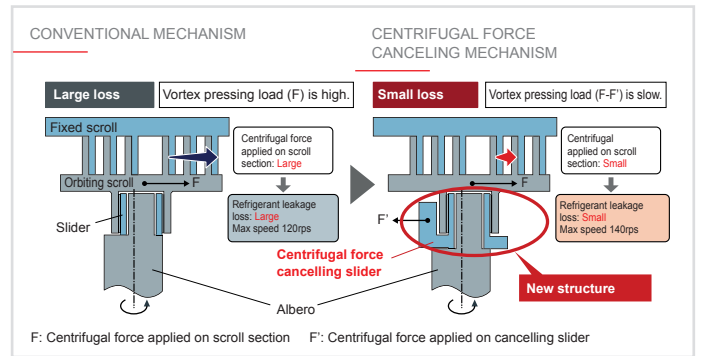 CONVENTIONAL MECHANISM
CENTRIFUGAL FORCE
CANCELING MECHANISM
Large loss
Vortex pressing load (F) is high.
Small loss
Vortex pressing load (F-F') is slow.
Fixed scroll
Centrifugal force
applied on scroll
section: Large
Orbiting scroll
F
Refrigerant leakage
loss: Large
Max speed 120rps
Slider
Centrifugal
applied on scroll
section: Small
F
Refrigerant leakage
loss: Small
Max speed 140rps
F'
Centrifugal force
cancelling slider
New structure
Albero
F: Centrifugal force applied on scroll section F': Centrifugal force applied on cancelling slider